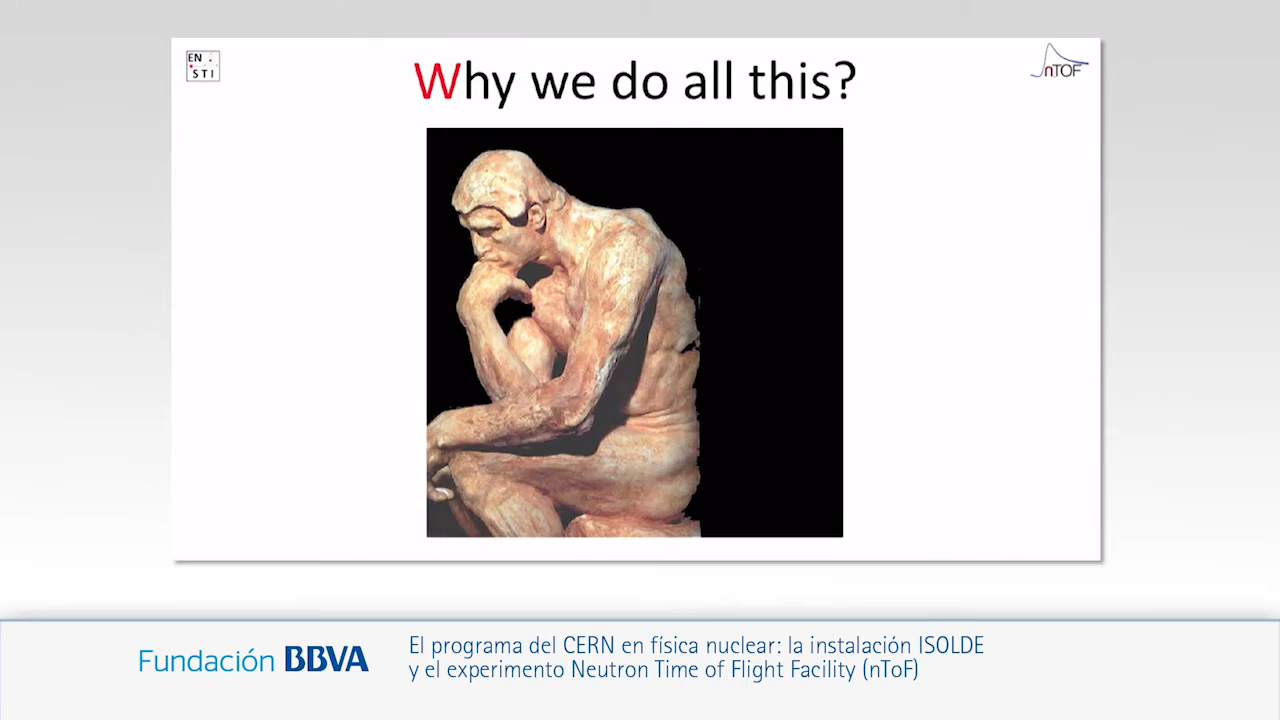 EN
STI
Why we do all this?
nTOF
Fundación BBVA
El programa del CERN en física nuclear: la instalación ISOLDE
y el experimento Neutron Time of Flight Facility (nToF)